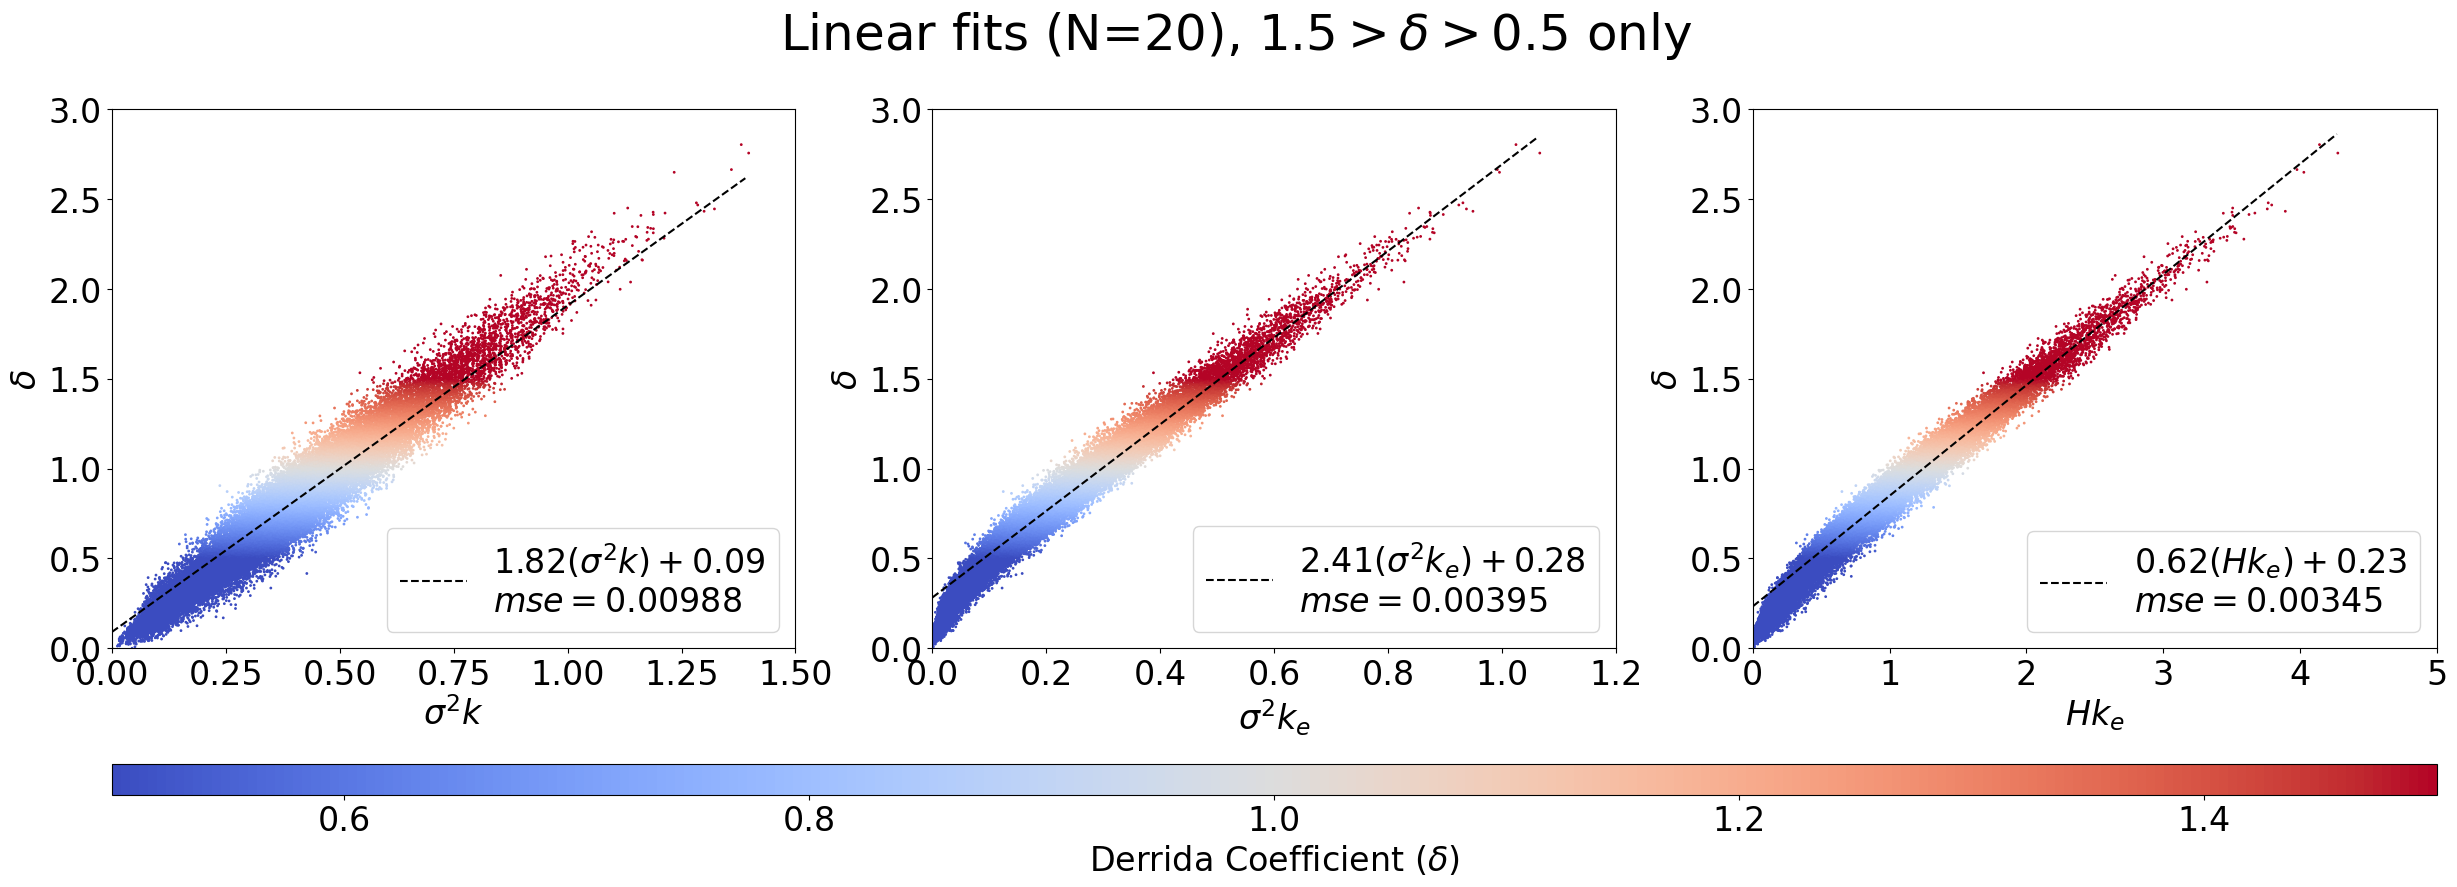 Linear fits (N=20), 1.5 > δ > 0.5 only
3.0
2.5
2.0
1.5
1.0
0.5
0.0
δ
0.00 0.25 0.50 0.75 1.00 1.25 1.50
σ²k
1.82(σ²k) + 0.09
mse = 0.00988
3.0
2.5
2.0
1.5
1.0
0.5
0.0
δ
0.0 0.2 0.4 0.6 0.8 1.0 1.2
σ²kₑ
2.41(σ²kₑ) + 0.28
mse = 0.00395
3.0
2.5
2.0
1.5
1.0
0.5
0.0
δ
0 1 2 3 4 5
Hkₑ
0.62(Hkₑ) + 0.23
mse = 0.00345
0.6 0.8 1.0 1.2 1.4
Derrida Coefficient (δ)